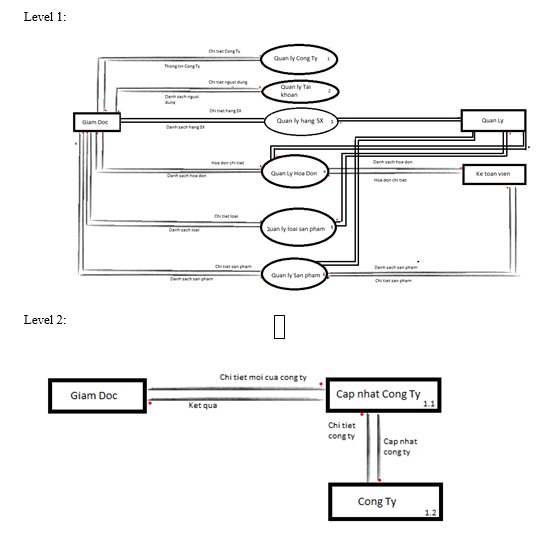 Level 1:
Chi tiet Cong Ty
Thong tin Cong Ty
Quan ly Cong Ty
1
Chi tiet nguoi dung
Danh sach nguoi
dung
Quan ly Tai
khoan
2
Giam Doc
Chi tiet hang SX
Danh sach hang SX
Quan ly hang SX
3
Quan Ly
Hoa don chi tiet
Danh sach hoa don
Quan Ly Hoa Don
Danh sach hoa don
Hoa don chi tiet
Ke toan vien
Chi tiet loai
Danh sach loai
Quan ly loai san pham
Chi tiet san pham
Danh sach san pham
Quan ly San pham
Danh sach san pham
Chi tiet san pham
Level 2:
Giam Doc
Chi tiet moi cua cong ty
Ket qua
Cap nhat Cong Ty
1.1
Chi tiet
cong ty
Cap nhat
cong ty
Cong Ty
1.2